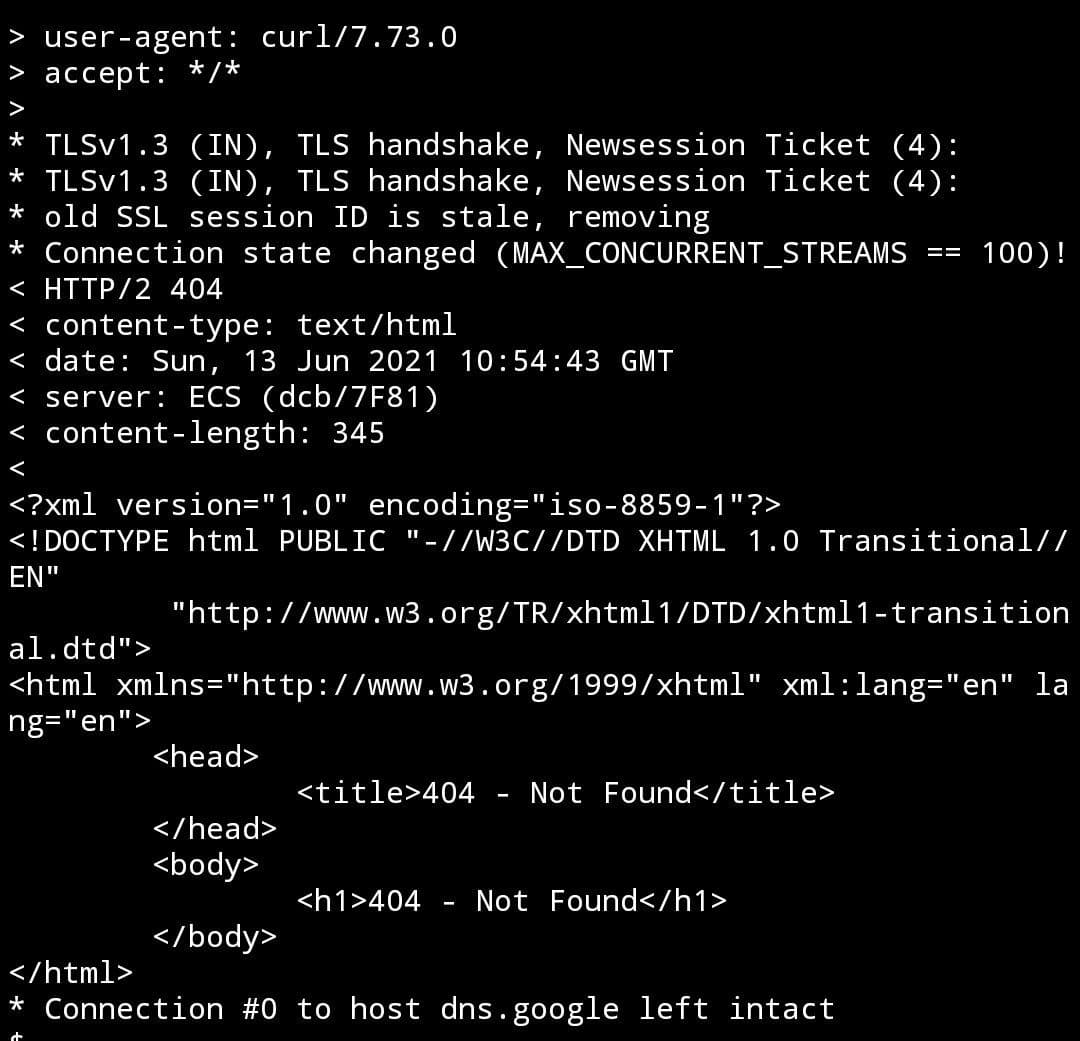 > user-agent: curl/7.73.0
> accept: */*
>
* TLSv1.3 (IN), TLS handshake, Newsession Ticket (4):
* TLSv1.3 (IN), TLS handshake, Newsession Ticket (4):
* old SSL session ID is stale, removing
* Connection state changed (MAX_CONCURRENT_STREAMS == 100)!
< HTTP/2 404
< content-type: text/html
< date: Sun, 13 Jun 2021 10:54:43 GMT
< server: ECS (dcb/7F81)
< content-length: 345
<
<?xml version="1.0" encoding="iso-8859-1"?>
<!DOCTYPE html PUBLIC "-//W3C//DTD XHTML 1.0 Transitional//
EN"
         "http://www.w3.org/TR/xhtml1/DTD/xhtml1-transition
al.dtd">
<html xmlns="http://www.w3.org/1999/xhtml" xml:lang="en" la
ng="en">
        <head>
                <title>404 - Not Found</title>
        </head>
        <body>
                <h1>404 - Not Found</h1>
        </body>
</html>
* Connection #0 to host dns.google left intact
$